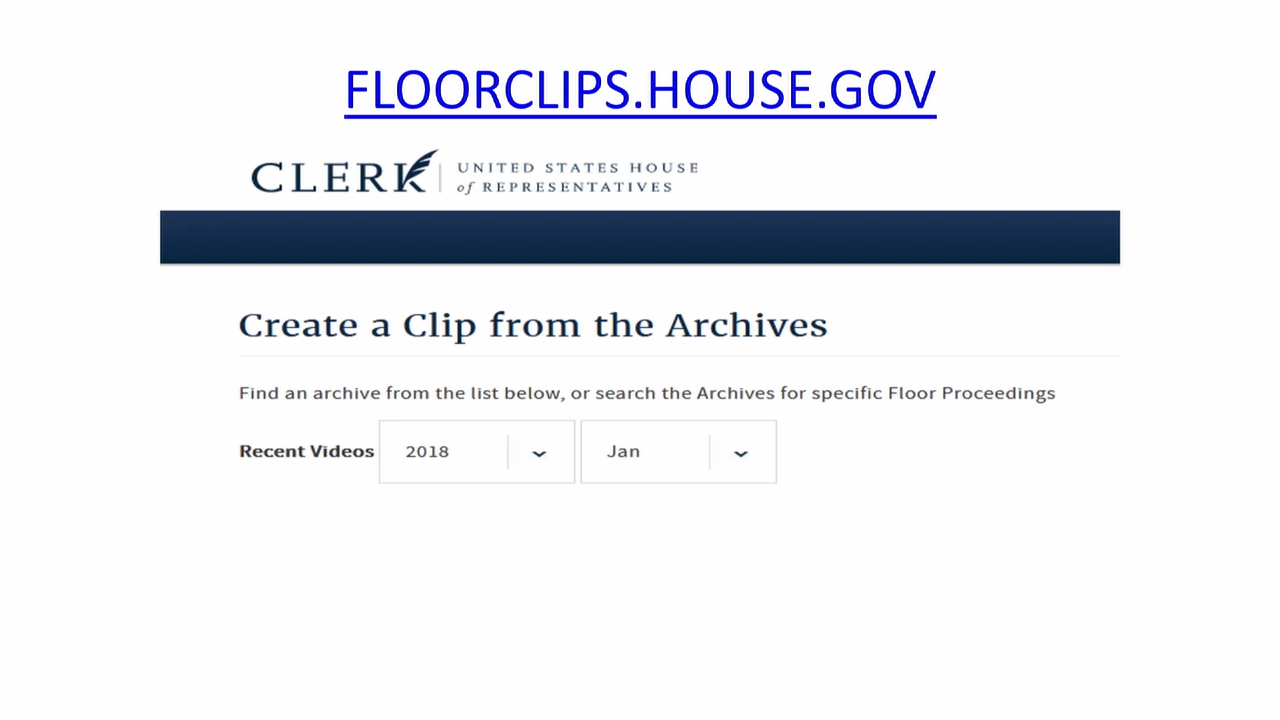 FLOORCLIPS.HOUSE.GOV
CLERK
UNITED STATES HOUSE
of REPRESENTATIVES
Create a Clip from the Archives
Find an archive from the list below, or search the Archives for specific Floor Proceedings
Recent Videos 2018 Jan